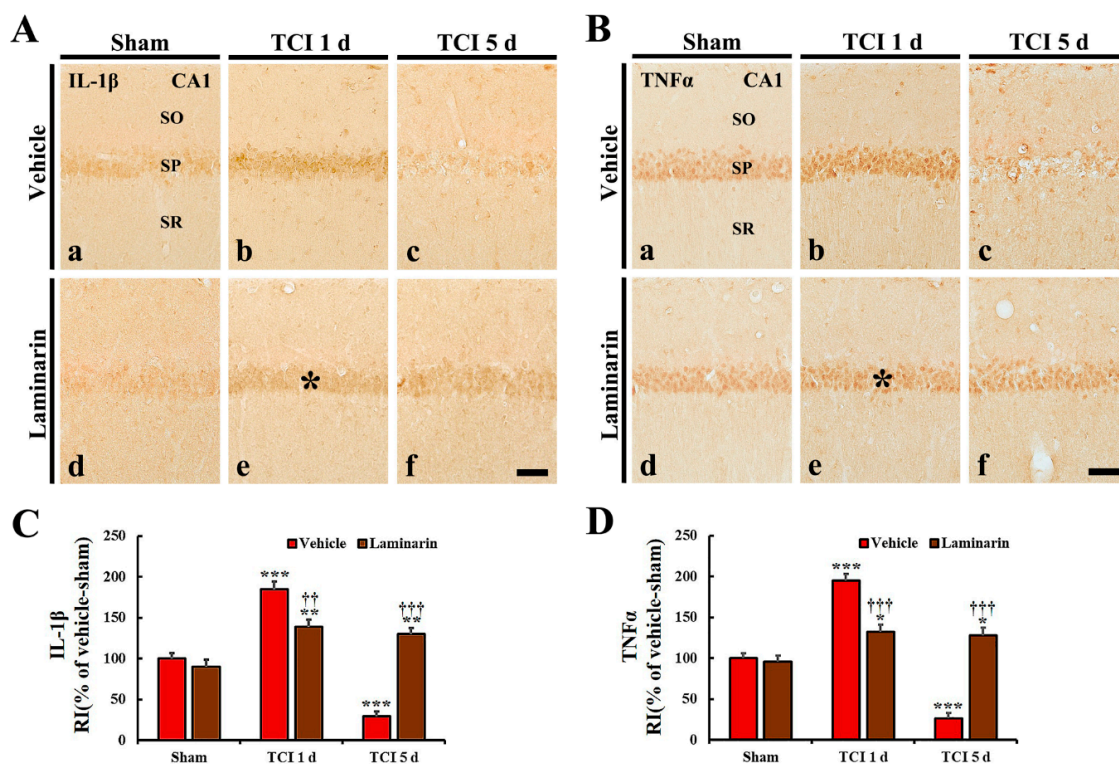 A
Sham TCI 1 d TCI 5 d
Vehicle
IL-1β CA1
SO
SP
SR
a b c
Laminarin
*
d e f
B
Sham TCI 1 d TCI 5 d
Vehicle
TNFα CA1
SO
SP
SR
a b c
Laminarin
*
d e f
C
IL-1β
RI(% of vehicle-sham)
250
200
150
100
50
0
Vehicle Laminarin
***
††
**
***
†††
**
Sham TCI 1 d TCI 5 d
D
TNFα
RI(% of vehicle-sham)
250
200
150
100
50
0
Vehicle Laminarin
***
†††
*
***
†††
*
Sham TCI 1 d TCI 5 d